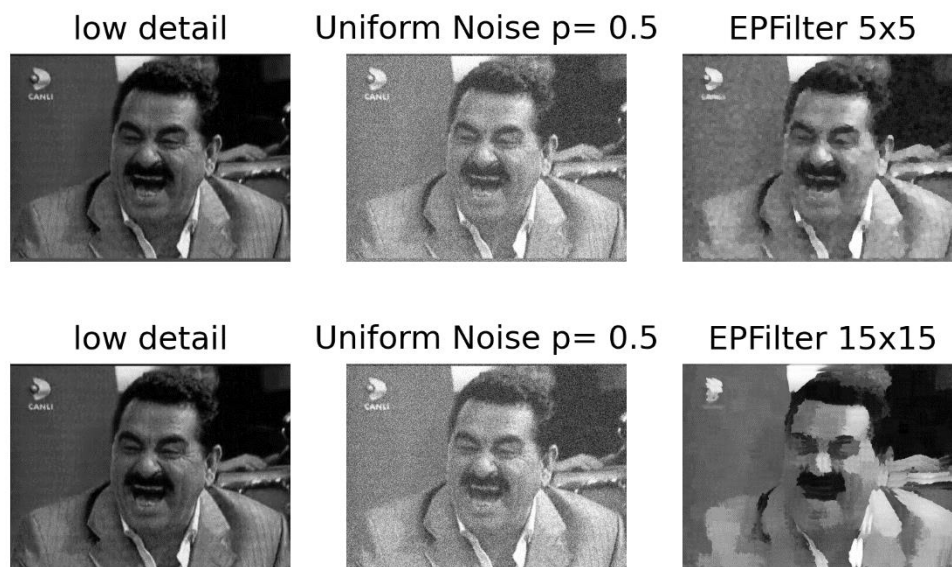 low detail
Uniform Noise p= 0.5
EPFilter 5x5
CANLI
CANLI
CANLI
low detail
Uniform Noise p= 0.5
EPFilter 15x15
CANLI
CANLI